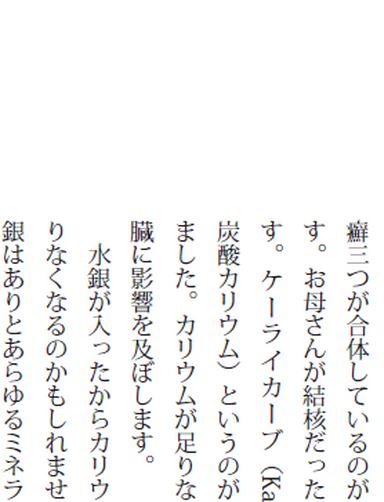 癬三つが合体しているのが
す。お母さんが結核だった
す。ケーライカーブ（Ka
炭酸カリウム）というのが
ました。カリウムが足りな
臓に影響を及ぼします。
水銀が入ったからカリウ
りなくなるのかもしれませ
銀はありとあらゆるミネラ